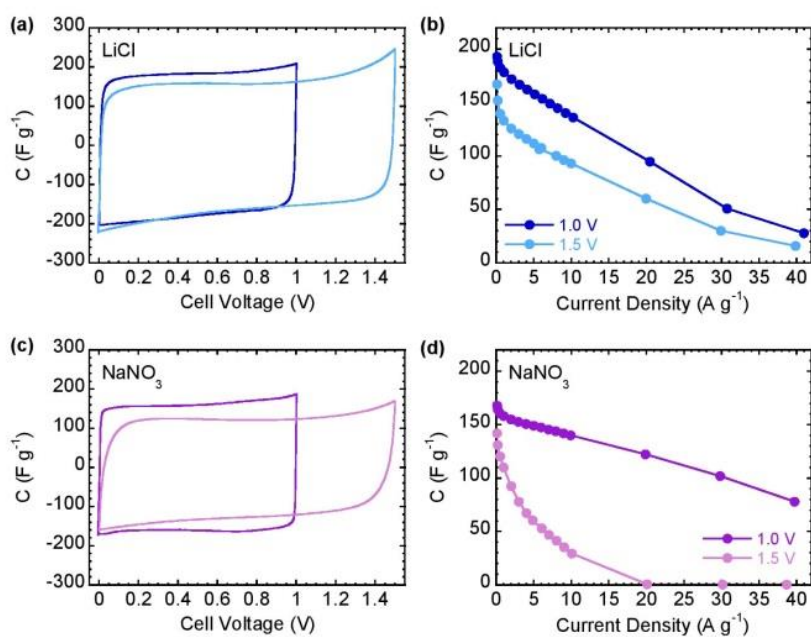 (a)
LiCl
C (F g⁻¹)
300
200
100
0
-100
-200
-300
0 0.2 0.4 0.6 0.8 1 1.2 1.4
Cell Voltage (V)
(b)
LiCl
C (F g⁻¹)
200
150
100
50
0
1.0 V
1.5 V
0 5 10 15 20 25 30 35 40
Current Density (A g⁻¹)
(c)
NaNO₃
C (F g⁻¹)
300
200
100
0
-100
-200
-300
0 0.2 0.4 0.6 0.8 1 1.2 1.4
Cell Voltage (V)
(d)
NaNO₃
C (F g⁻¹)
200
150
100
50
0
1.0 V
1.5 V
0 5 10 15 20 25 30 35 40
Current Density (A g⁻¹)